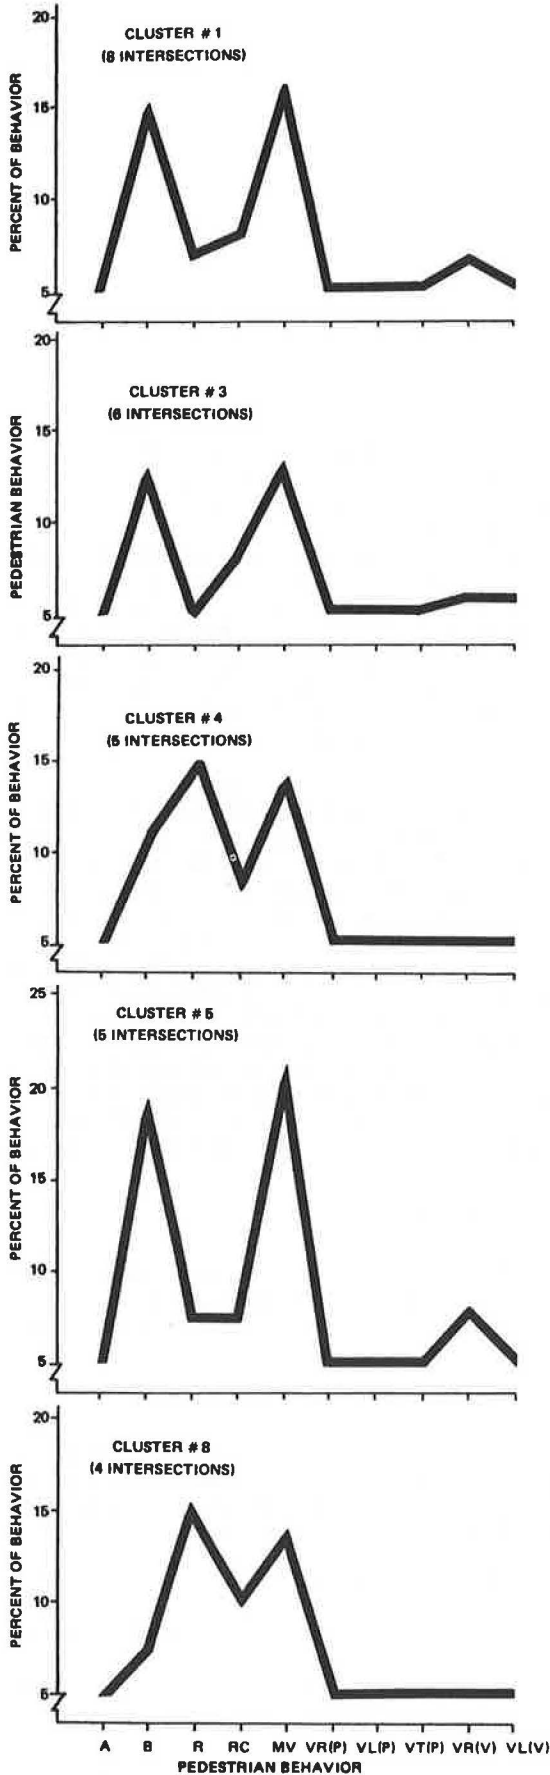 20
CLUSTER # 1
(8 INTERSECTIONS)
15
10
5
PERCENT OF BEHAVIOR
20
CLUSTER # 3
(6 INTERSECTIONS)
15
10
5
PEDESTRIAN BEHAVIOR
20
CLUSTER # 4
(5 INTERSECTIONS)
15
10
5
PERCENT OF BEHAVIOR
25
CLUSTER # 5
(5 INTERSECTIONS)
20
15
10
5
PERCENT OF BEHAVIOR
20
CLUSTER # 8
(4 INTERSECTIONS)
15
10
5
PERCENT OF BEHAVIOR
A B R RC MV VR(P) VL(P) VT(P) VR(V) VL(V)
PEDESTRIAN BEHAVIOR